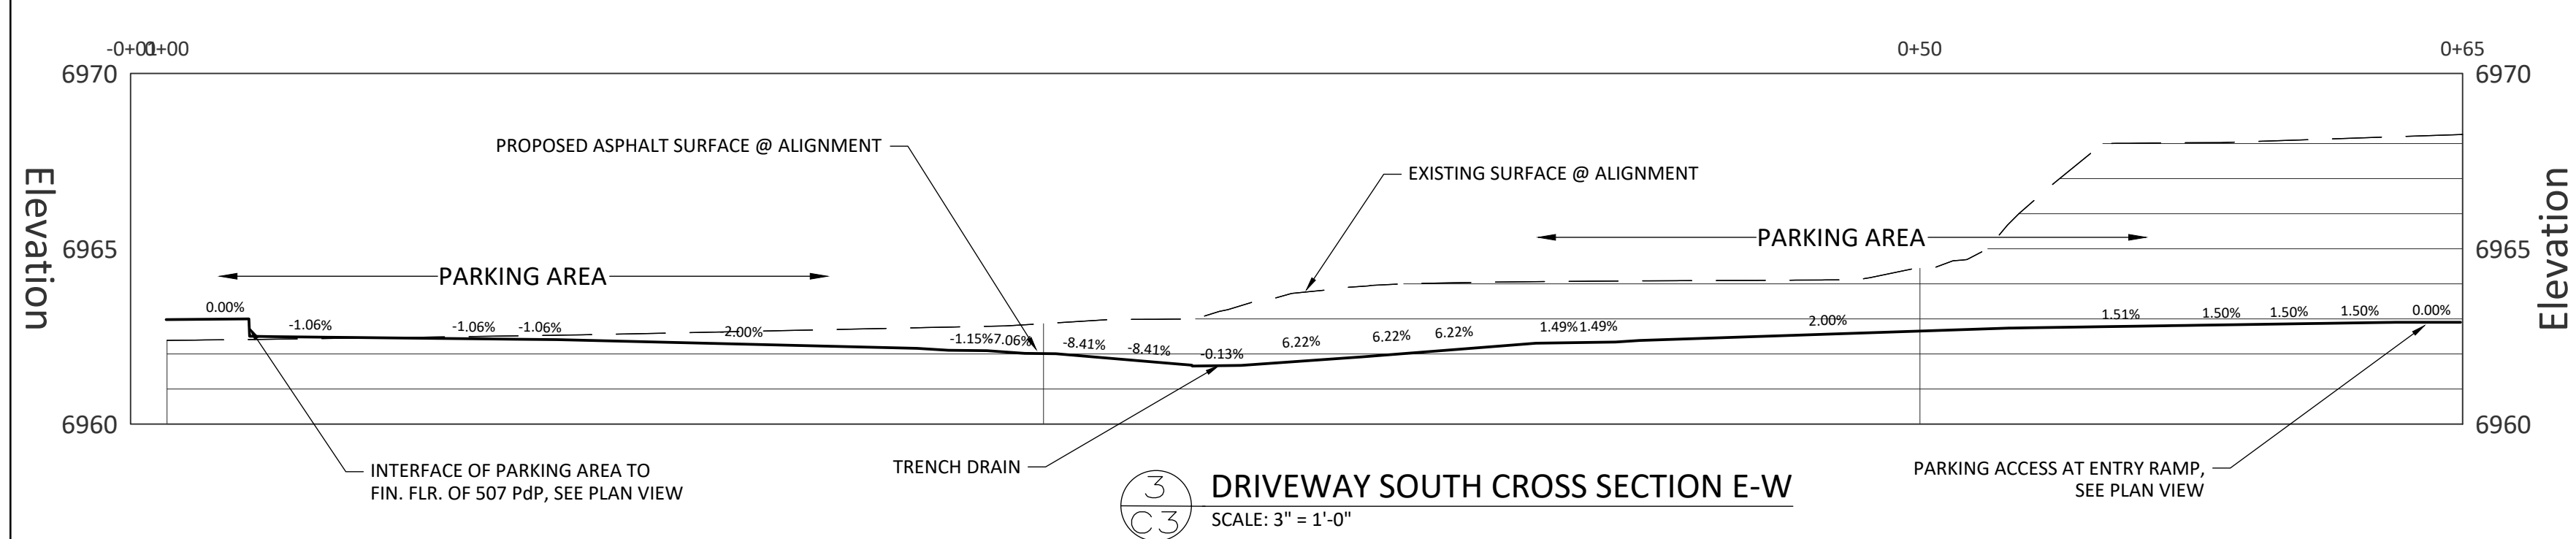 -0+01
0+00
0+50
0+65
6970
6970
PROPOSED ASPHALT SURFACE @ ALIGNMENT
EXISTING SURFACE @ ALIGNMENT
Elevation
Elevation
6965
6965
PARKING AREA
PARKING AREA
0.00%
-1.06%
-1.06%
-1.06%
-2.00%
-1.15%
7.06%
-8.41%
-8.41%
-0.13%
6.22%
6.22%
6.22%
1.49%
1.49%
2.00%
1.51%
1.50%
1.50%
1.50%
0.00%
6960
6960
INTERFACE OF PARKING AREA TO
FIN. FLR. OF 507 PdP, SEE PLAN VIEW
TRENCH DRAIN
3
C3
DRIVEWAY SOUTH CROSS SECTION E-W
SCALE: 3" = 1'-0"
PARKING ACCESS AT ENTRY RAMP,
SEE PLAN VIEW